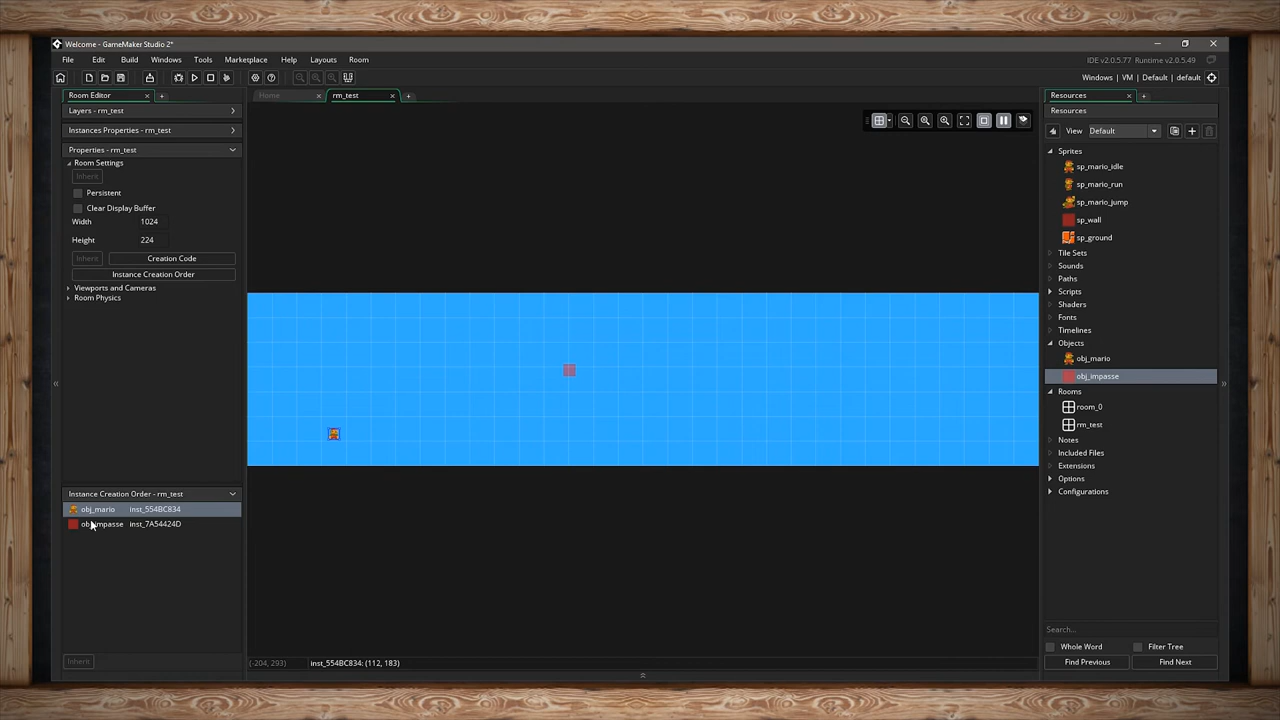 Welcome - GameMaker Studio 2*
File Edit Build Windows Tools Marketplace Help Layouts Room
IDE v2.0.5.77 Runtime v2.0.5.49
Windows | VM | Default | default
Room Editor
Home
rm_test
Resources
Layers - rm_test
Resources
Instances Properties - rm_test
View Default
Properties - rm_test
Room Settings
Inherit
Persistent
Clear Display Buffer
Width 1024
Height 224
Inherit Creation Code
Instance Creation Order
Viewports and Cameras
Room Physics
Instance Creation Order - rm_test
obj_mario inst_554BC834
obj_impasse inst_7A54424D
Inherit
(-204, 293) inst_554BC834: (112, 183)
Sprites
sp_mario_idle
sp_mario_run
sp_mario_jump
sp_wall
sp_ground
Tile Sets
Sounds
Paths
Scripts
Shaders
Fonts
Timelines
Objects
obj_mario
obj_impasse
Rooms
room_0
rm_test
Notes
Included Files
Extensions
Options
Configurations
Search...
Whole Word Filter Tree
Find Previous Find Next